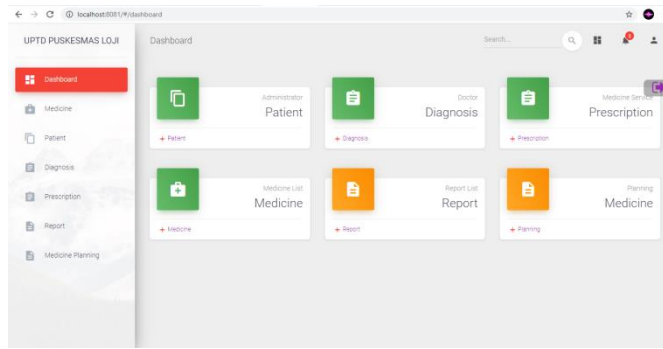 localhost:8081/#/dashboard
UPTD PUSKESMAS LOJI
Dashboard
Search...
Dashboard
Medicine
Patient
Diagnosis
Prescription
Report
Medicine Planning
Administrator
Patient
+ Patient
Doctor
Diagnosis
+ Diagnosis
Medicine Service
Prescription
+ Prescription
Medicine List
Medicine
+ Medicine
Report List
Report
+ Report
Planning
Medicine
+ Planning